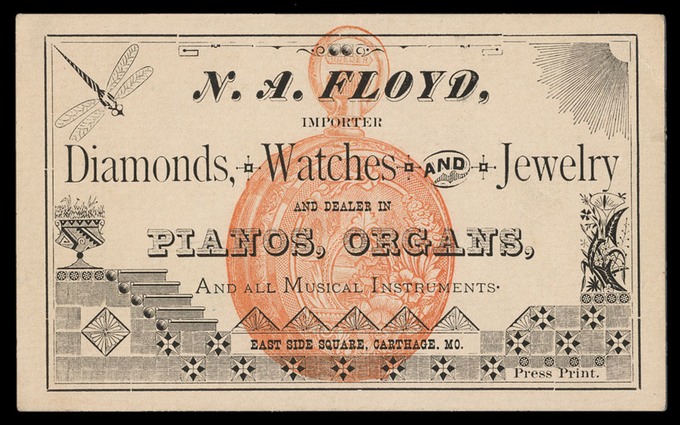 N. A. FLOYD,
IMPORTER
Diamonds, Watches AND Jewelry
AND DEALER IN
PIANOS, ORGANS,
AND ALL MUSICAL INSTRUMENTS.
EAST SIDE SQUARE, CARTHAGE, MO.
Press Print.